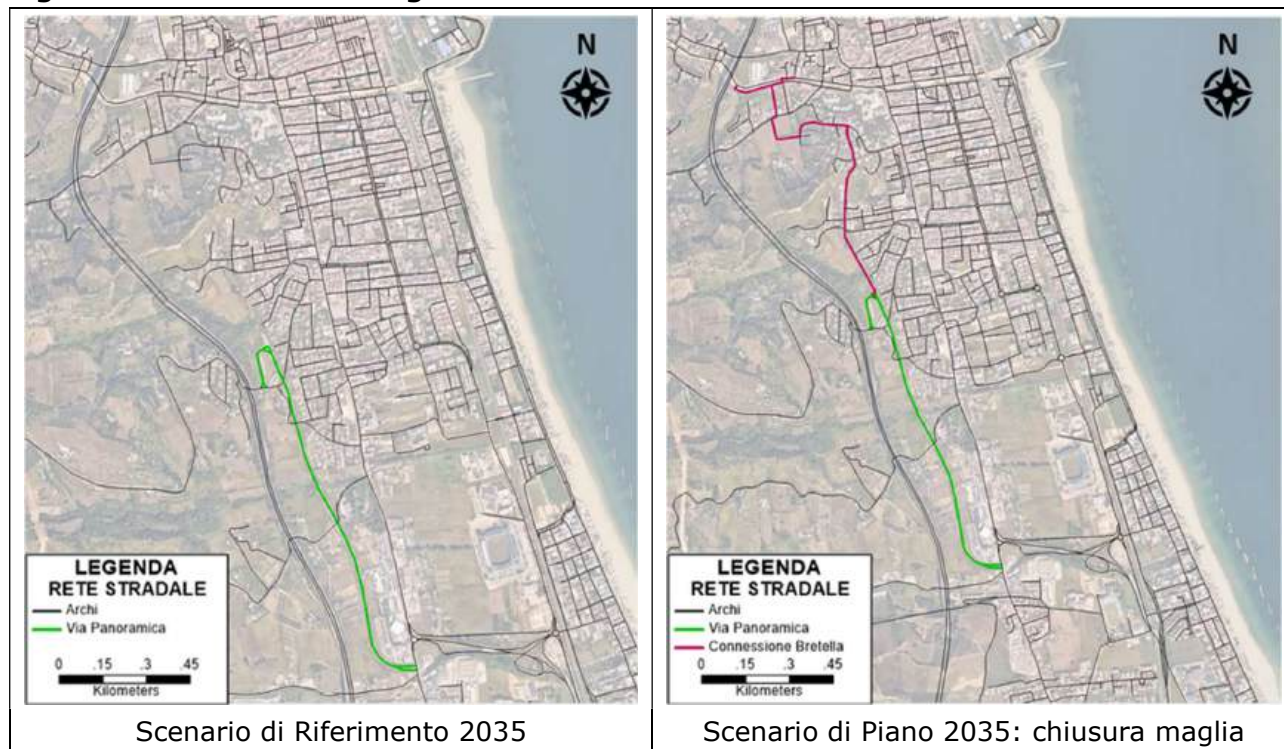 N
LEGENDA
RETE STRADALE
Archi
Via Panoramica
0 .15 .3 .45
Kilometers
Scenario di Riferimento 2035
N
LEGENDA
RETE STRADALE
Archi
Via Panoramica
Connessione Bretella
0 .15 .3 .45
Kilometers
Scenario di Piano 2035: chiusura maglia